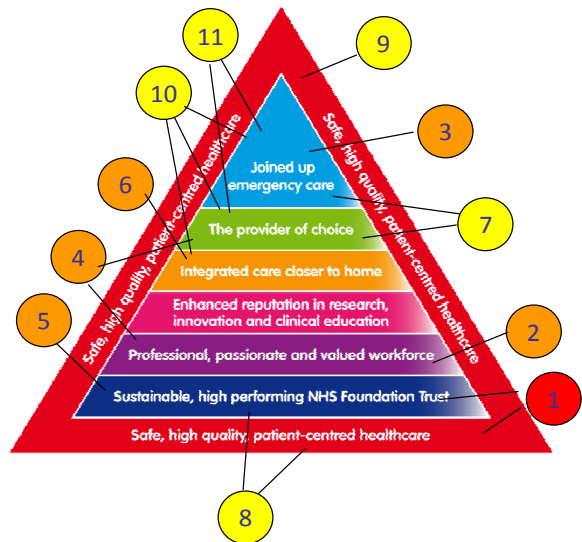 11
9
10
3
Safe, high quality, patient-centred healthcare
Safe, high quality, patient-centred healthcare
Joined up
emergency care
6
7
The provider of choice
4
Integrated care closer to home
5
Enhanced reputation in research,
innovation and clinical education
2
Professional, passionate and valued workforce
Sustainable, high performing NHS Foundation Trust
1
Safe, high quality, patient-centred healthcare
8